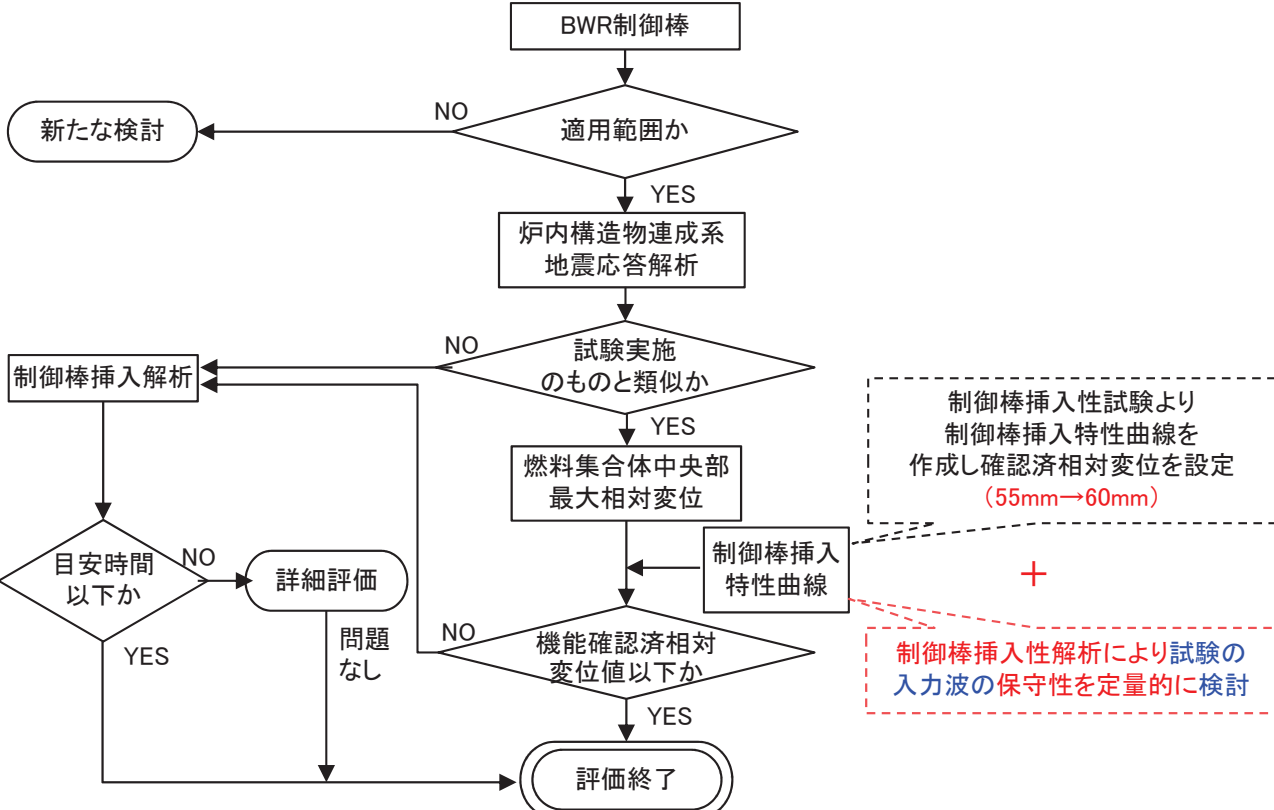 BWR制御棒
NO
適用範囲か
新たな検討
YES
炉内構造物連成系
地震応答解析
NO
試験実施
のものと類似か
制御棒挿入解析
YES
燃料集合体中央部
最大相対変位
制御棒挿入性試験より
制御棒挿入特性曲線を
作成し確認済相対変位を設定
(55mm→60mm)
制御棒挿入
特性曲線
+
目安時間
以下か
NO
詳細評価
YES
問題
なし
NO
機能確認済相対
変位値以下か
制御棒挿入性解析により試験の
入力波の保守性を定量的に検討
YES
評価終了